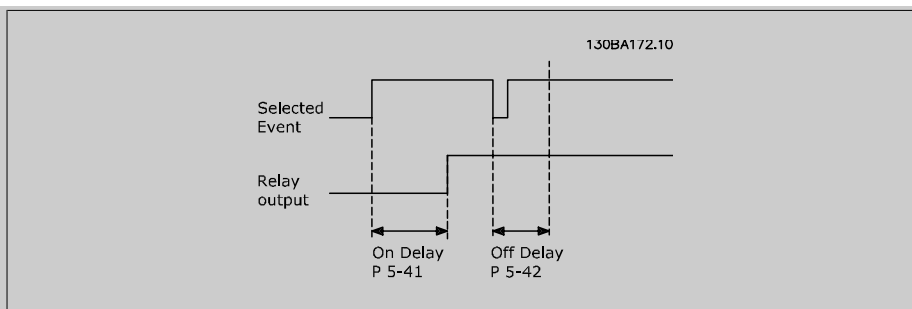 130BA172.10
Selected
Event
Relay
output
On Delay
P 5-41
Off Delay
P 5-42